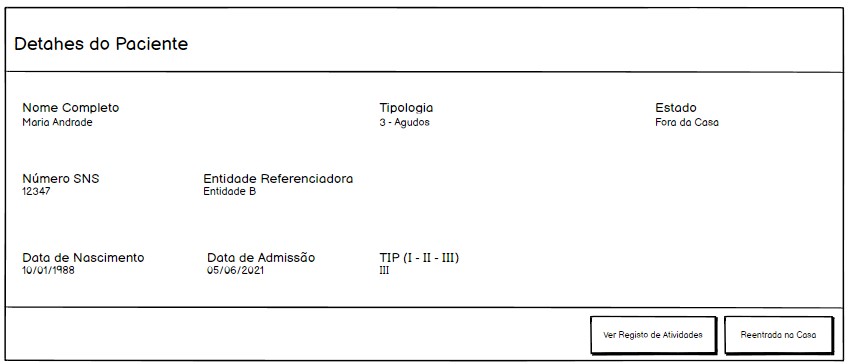 Detahes do Paciente
Nome Completo
Maria Andrade
Tipologia
3 - Agudos
Estado
Fora da Casa
Número SNS
12347
Entidade Referenciadora
Entidade B
Data de Nascimento
10/01/1988
Data de Admissão
05/06/2021
TIP (I - II - III)
III
Ver Registo de Atividades
Reentrada na Casa